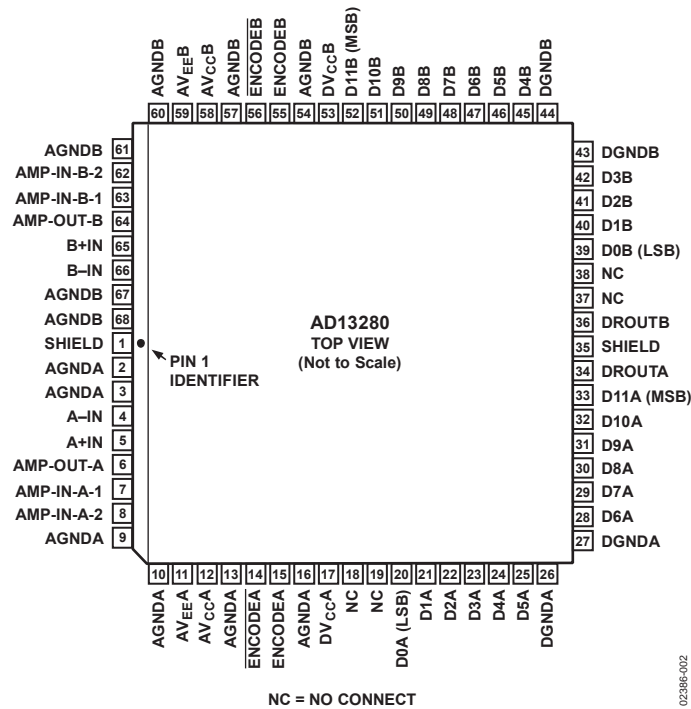 AGNDB
AVEEB
AVCCB
AGNDB
ENCODEB
ENCODEB
AGNDB
DVCCB
D11B (MSB)
D10B
D9B
D8B
D7B
D6B
D5B
D4B
DGNDB
60 59 58 57 56 55 54 53 52 51 50 49 48 47 46 45 44
AGNDB 61
AMP-IN-B-2 62
AMP-IN-B-1 63
AMP-OUT-B 64
B+IN 65
B–IN 66
AGNDB 67
AGNDB 68
SHIELD 1
AGNDA 2
AGNDA 3
A–IN 4
A+IN 5
AMP-OUT-A 6
AMP-IN-A-1 7
AMP-IN-A-2 8
AGNDA 9
PIN 1
IDENTIFIER
AD13280
TOP VIEW
(Not to Scale)
43 DGNDB
42 D3B
41 D2B
40 D1B
39 D0B (LSB)
38 NC
37 NC
36 DROUTB
35 SHIELD
34 DROUTA
33 D11A (MSB)
32 D10A
31 D9A
30 D8A
29 D7A
28 D6A
27 DGNDA
10 11 12 13 14 15 16 17 18 19 20 21 22 23 24 25 26
AGNDA
AVEEA
AVCCA
AGNDA
ENCODEA
ENCODEA
AGNDA
DVCCA
NC
NC
D0A (LSB)
D1A
D2A
D3A
D4A
D5A
DGNDA
NC = NO CONNECT
02386-002